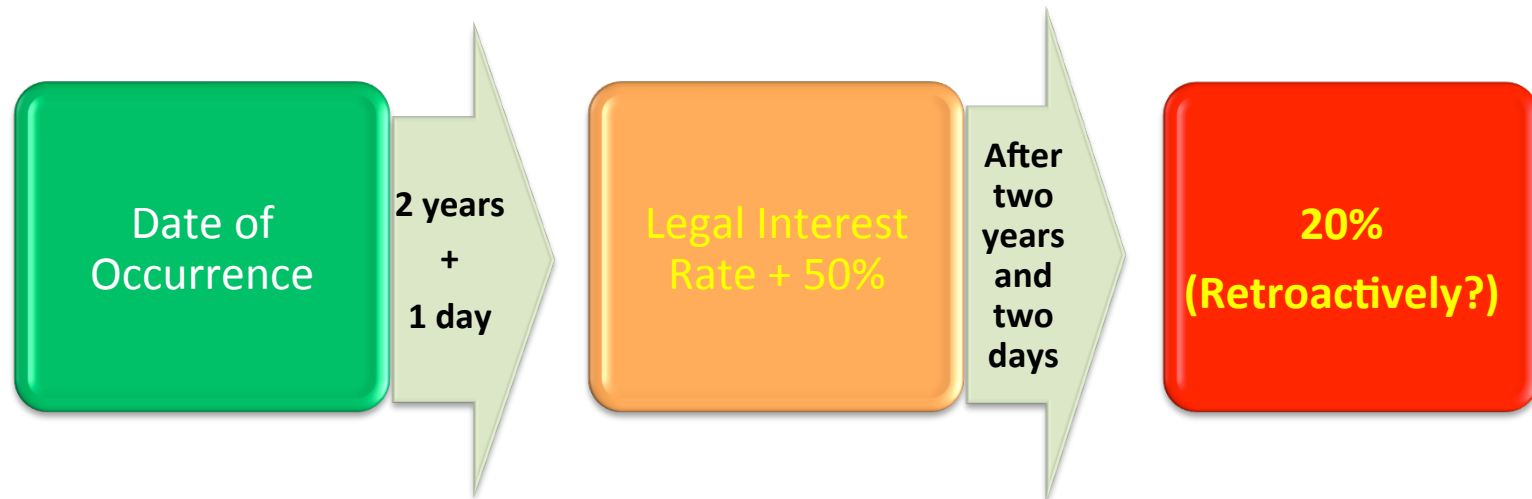 Date of
Occurrence
2 years
+
1 day
Legal Interest
Rate + 50%
After
two
years
and
two
days
20%
(Retroactively?)